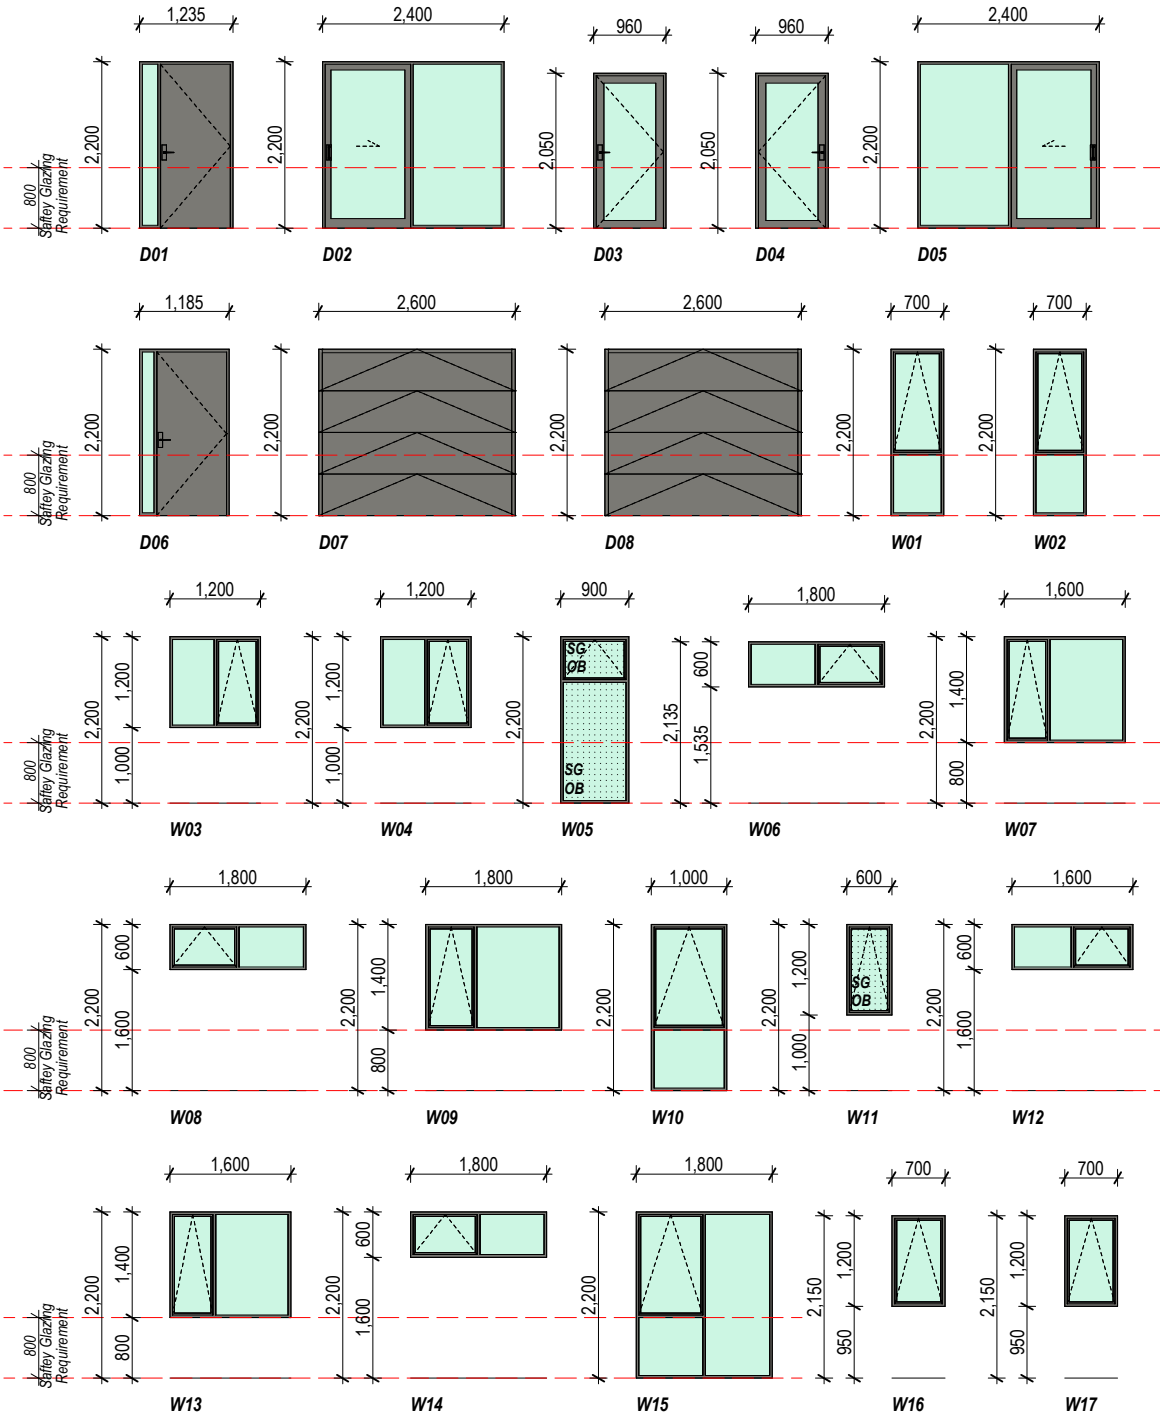 1,235
2,400
960
960
2,400
2,200
2,200
2,050
2,050
2,200
800
Saftey Glazing
Requirement
D01
D02
D03
D04
D05
1,185
2,600
2,600
700
700
2,200
2,200
2,200
2,200
2,200
800
Saftey Glazing
Requirement
D06
D07
D08
W01
W02
1,200
1,200
900
1,800
1,600
2,200
1,200
1,000
2,200
1,200
1,000
2,200
SG
OB
SG
OB
2,135
600
1,535
2,200
1,400
800
800
Saftey Glazing
Requirement
W03
W04
W05
W06
W07
1,800
1,800
1,000
600
1,600
2,200
600
1,600
2,200
1,400
800
2,200
2,200
1,200
1,000
SG
OB
2,200
600
1,600
800
Saftey Glazing
Requirement
W08
W09
W10
W11
W12
1,600
1,800
1,800
700
700
2,200
1,400
800
2,200
600
1,600
2,200
2,150
1,200
950
2,150
1,200
950
800
Saftey Glazing
Requirement
W13
W14
W15
W16
W17